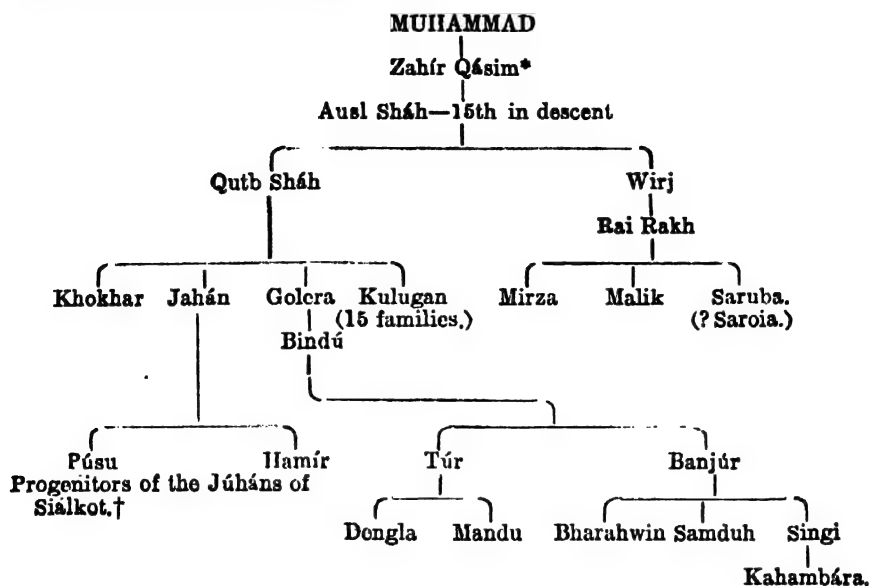 MUHAMMAD
Zahír Qásim*
Ausl Sháh—15th in descent
Qutb Sháh Wirj
Rai Rakh
Khokhar Jahán Golera Kulugan Mirza Malik Saruba.
(15 families.) (? Saroia.)
Bindú
Púsu Hamír Túr Banjúr
Progenitors of the Júháns of
Siálkot.†
Dongla Mandu Bharahwin Samduh Singi
Kahambára.